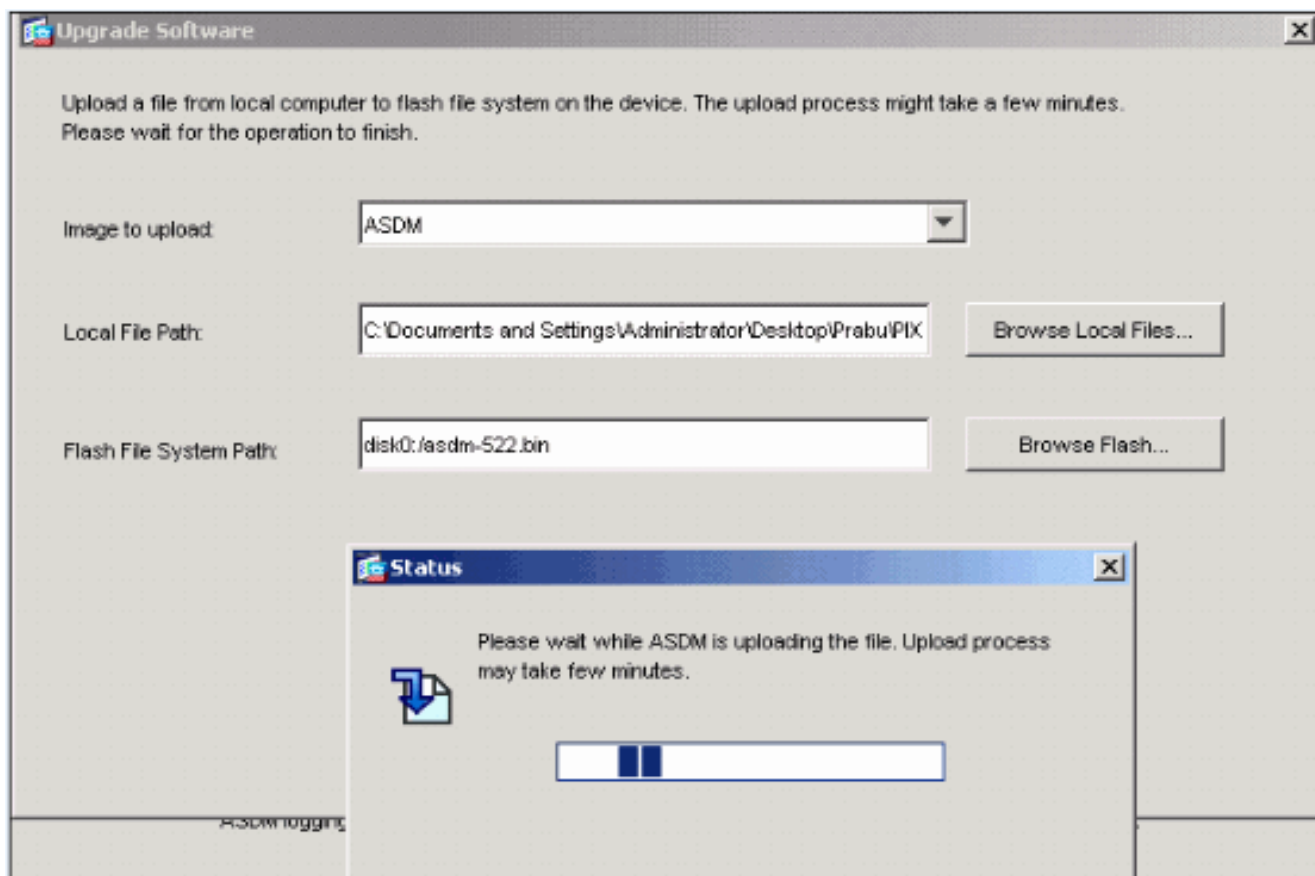 Upgrade Software
Upload a file from local computer to flash file system on the device. The upload process might take a few minutes.
Please wait for the operation to finish.
Image to upload:
ASDM
Local File Path:
C:\Documents and Settings\Administrator\Desktop\Prabu\PIX
Browse Local Files...
Flash File System Path:
disk0:/asdm-522.bin
Browse Flash...
Status
Please wait while ASDM is uploading the file. Upload process
may take few minutes.
ASDM logging